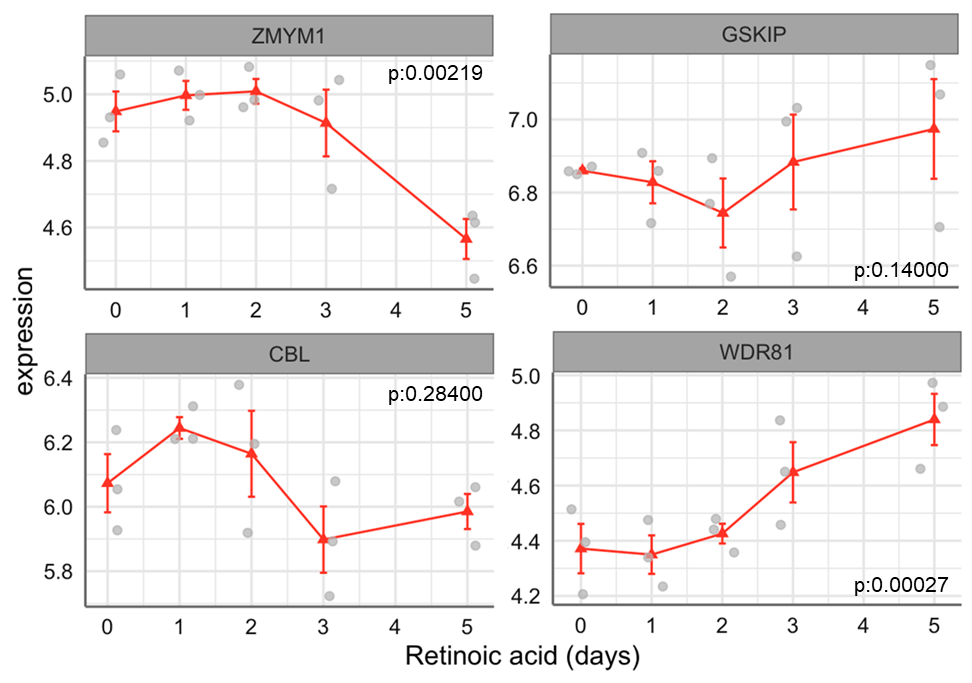 ZMYM1
p:0.00219
5.0
4.8
4.6
0 1 2 3 4 5
GSKIP
7.0
6.8
6.6
p:0.14000
0 1 2 3 4 5
expression
CBL
p:0.28400
6.4
6.2
6.0
5.8
0 1 2 3 4 5
WDR81
5.0
4.8
4.6
4.4
4.2
p:0.00027
0 1 2 3 4 5
Retinoic acid (days)